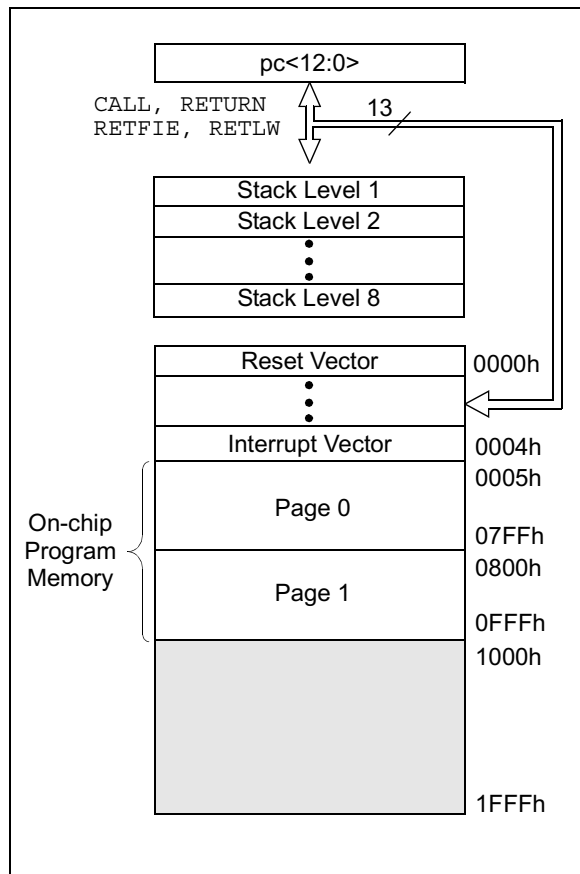 pc<12:0>
CALL, RETURN
RETFIE, RETLW
13
Stack Level 1
Stack Level 2
Stack Level 8
Reset Vector
0000h
Interrupt Vector
0004h
0005h
On-chip
Program
Memory
Page 0
07FFh
0800h
Page 1
0FFFh
1000h
1FFFh